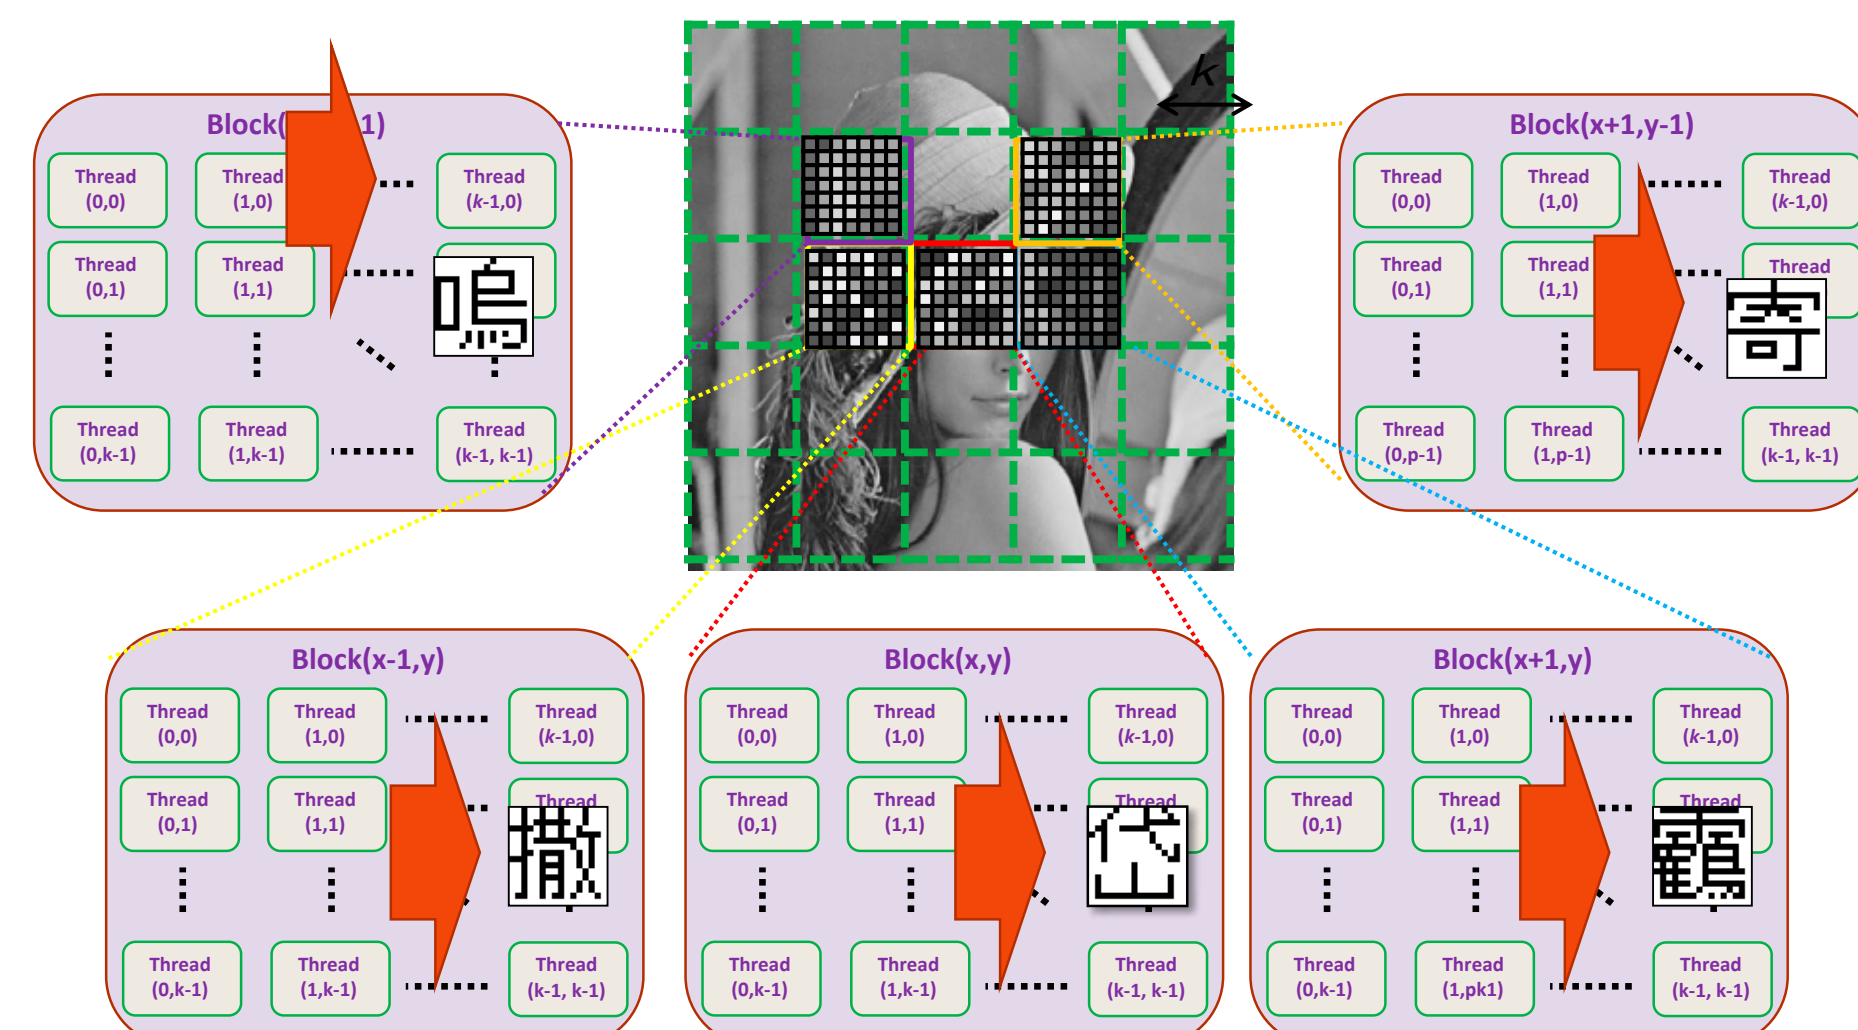 k
Block( 1)
Thread
(0,0)
Thread
(1,0)
Thread
(k-1,0)
Thread
(0,1)
Thread
(1,1)
Thread
(0,k-1)
Thread
(1,k-1)
Thread
(k-1, k-1)
Block(x+1,y-1)
Thread
(0,0)
Thread
(1,0)
Thread
(k-1,0)
Thread
(0,1)
Thread
(1,1)
Thread
寄
Thread
(0,p-1)
Thread
(1,p-1)
Thread
(k-1, k-1)
Block(x-1,y)
Thread
(0,0)
Thread
(1,0)
Thread
(k-1,0)
Thread
(0,1)
Thread
(1,1)
Thread
撒
Thread
(0,k-1)
Thread
(1,k-1)
Thread
(k-1, k-1)
Block(x,y)
Thread
(0,0)
Thread
(1,0)
Thread
(k-1,0)
Thread
(0,1)
Thread
(1,1)
Thread
岱
Thread
(0,k-1)
Thread
(1,k-1)
Thread
(k-1, k-1)
Block(x+1,y)
Thread
(0,0)
Thread
(1,0)
Thread
(k-1,0)
Thread
(0,1)
Thread
(1,1)
Thread
Thread
(0,k-1)
Thread
(1,pk1)
Thread
(k-1, k-1)